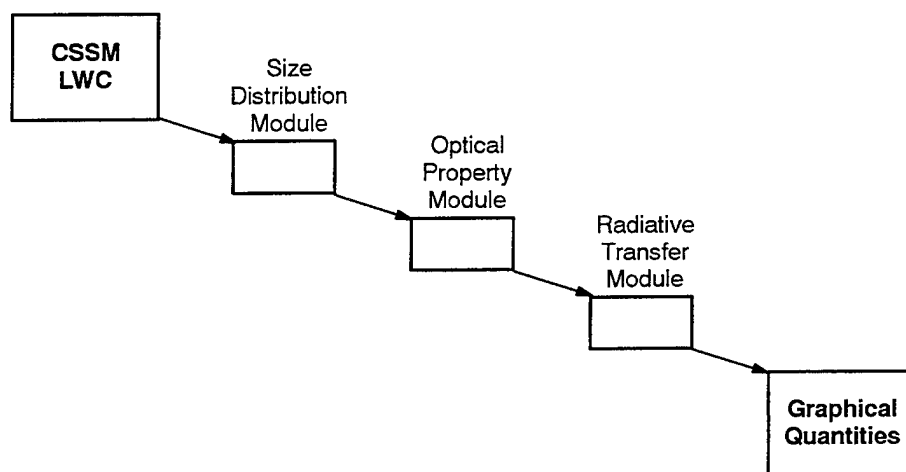 CSSM
LWC
Size
Distribution
Module
Optical
Property
Module
Radiative
Transfer
Module
Graphical
Quantities